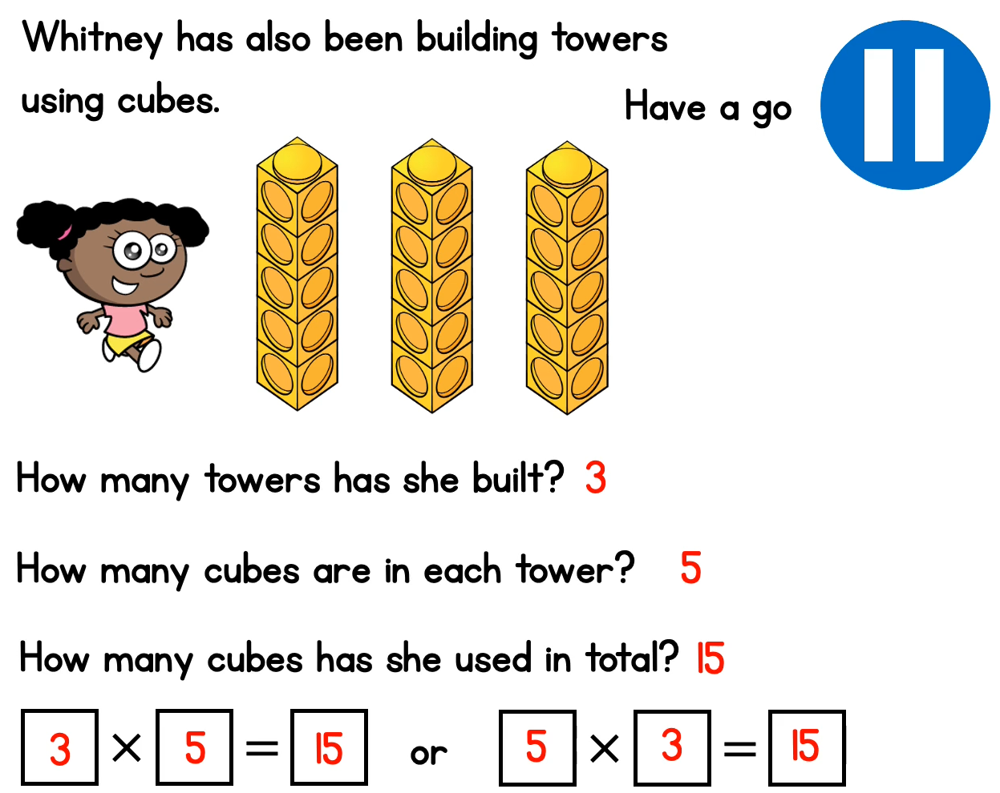 Whitney has also been building towers
using cubes.
Have a go
How many towers has she built? 3
How many cubes are in each tower? 5
How many cubes has she used in total? 15
3 × 5 = 15 or 5 × 3 = 15